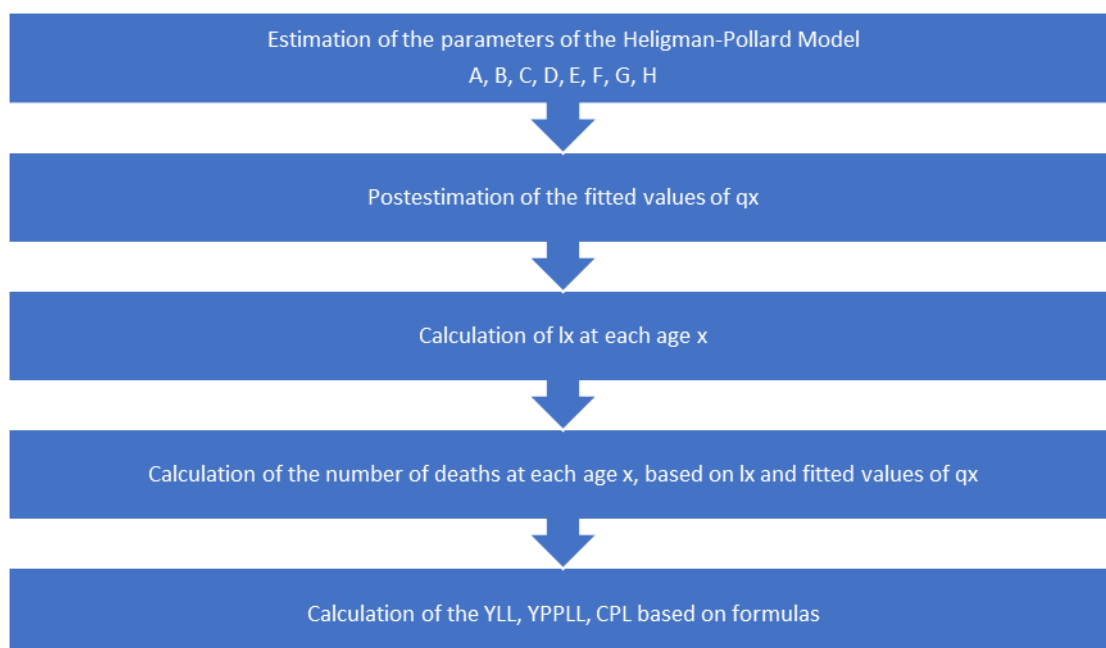 Estimation of the parameters of the Heligman-Pollard Model
A, B, C, D, E, F, G, H
Postestimation of the fitted values of qx
Calculation of lx at each age x
Calculation of the number of deaths at each age x, based on lx and fitted values of qx
Calculation of the YLL, YPPLL, CPL based on formulas